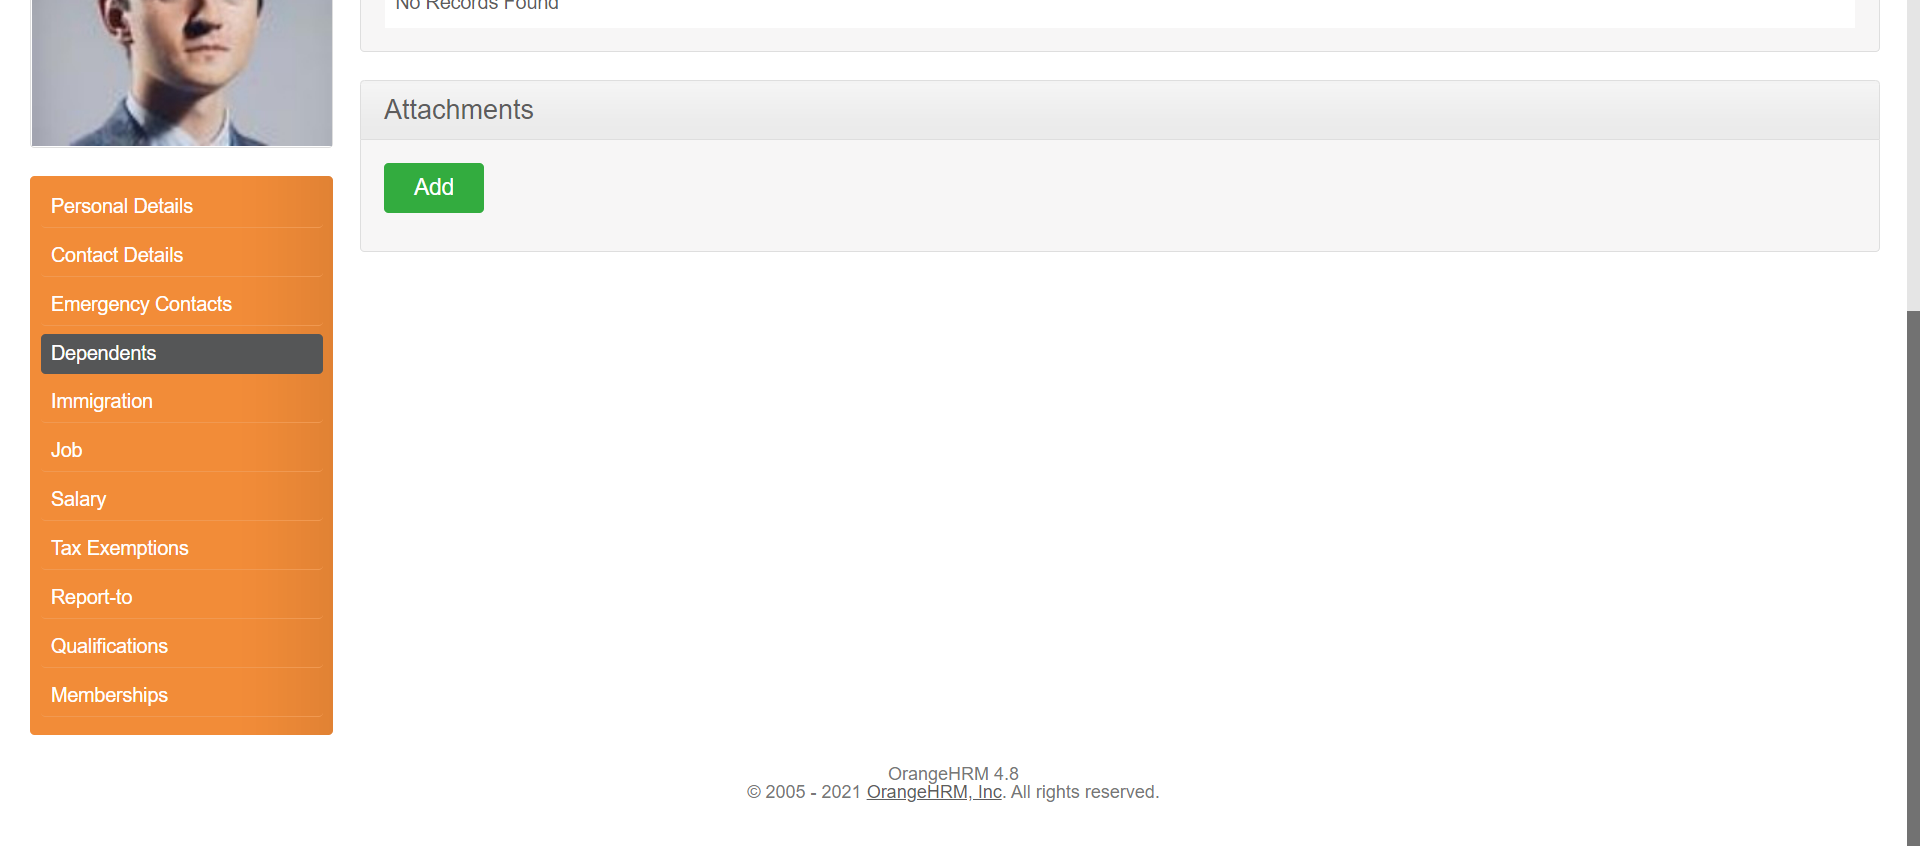 No Records Found
Attachments
Add
Personal Details
Contact Details
Emergency Contacts
Dependents
Immigration
Job
Salary
Tax Exemptions
Report-to
Qualifications
Memberships
OrangeHRM 4.8
© 2005 - 2021 OrangeHRM, Inc. All rights reserved.